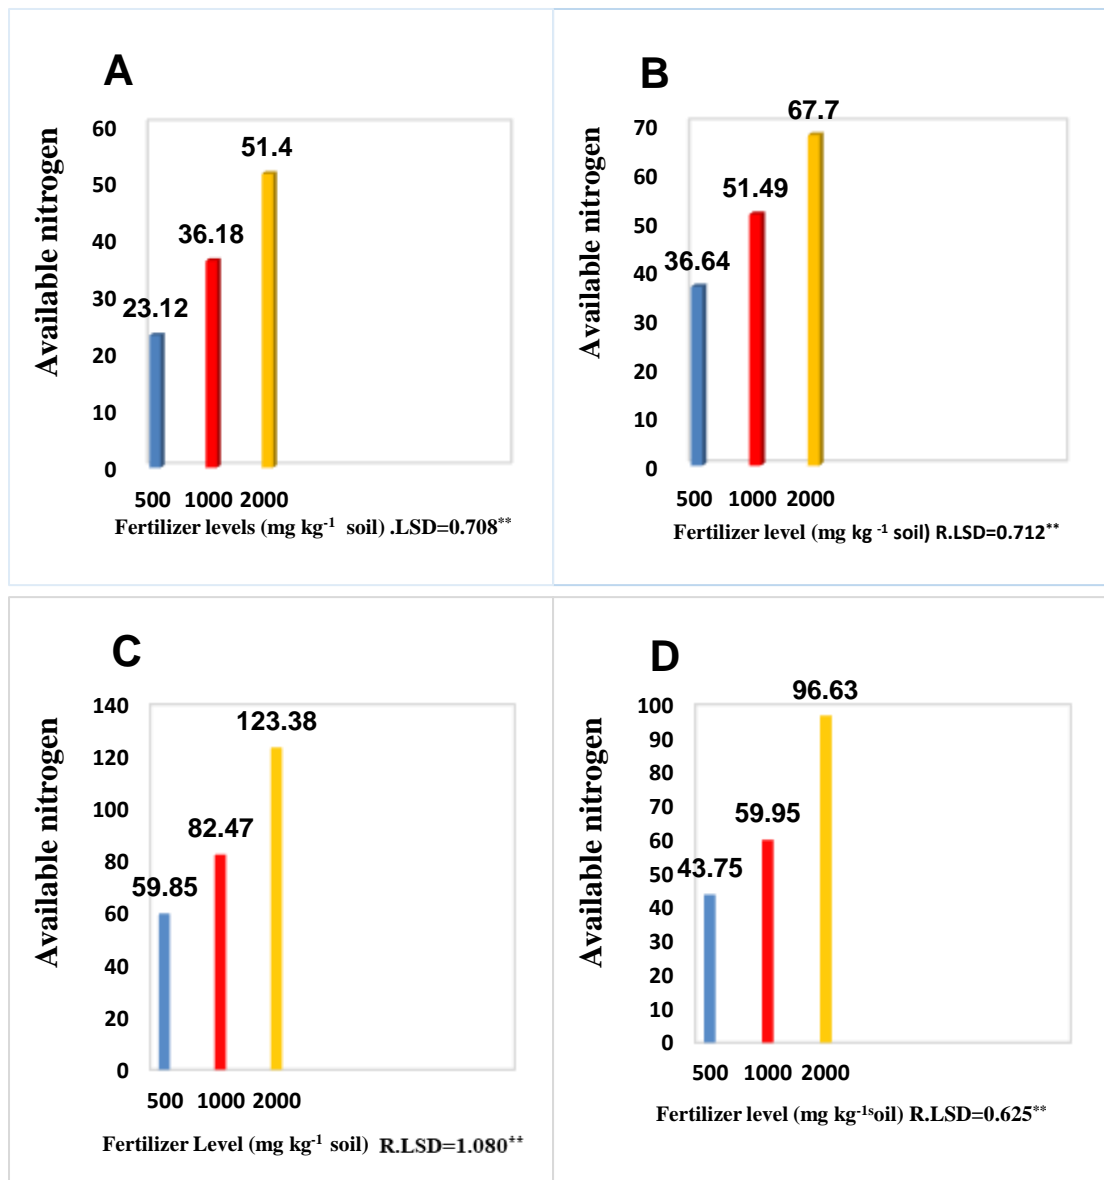 A
Available nitrogen
60
50
40
30
20
10
0
23.12
36.18
51.4
500 1000 2000
Fertilizer levels (mg kg-1 soil) .LSD=0.708**
B
Available nitrogen
70
60
50
40
30
20
10
0
36.64
51.49
67.7
500 1000 2000
Fertilizer level (mg kg -1 soil) R.LSD=0.712**
C
Available nitrogen
140
120
100
80
60
40
20
0
59.85
82.47
123.38
500 1000 2000
Fertilizer Level (mg kg-1 soil) R.LSD=1.080**
D
Available nitrogen
100
90
80
70
60
50
40
30
20
10
0
43.75
59.95
96.63
500 1000 2000
Fertilizer level (mg kg-1soil) R.LSD=0.625**